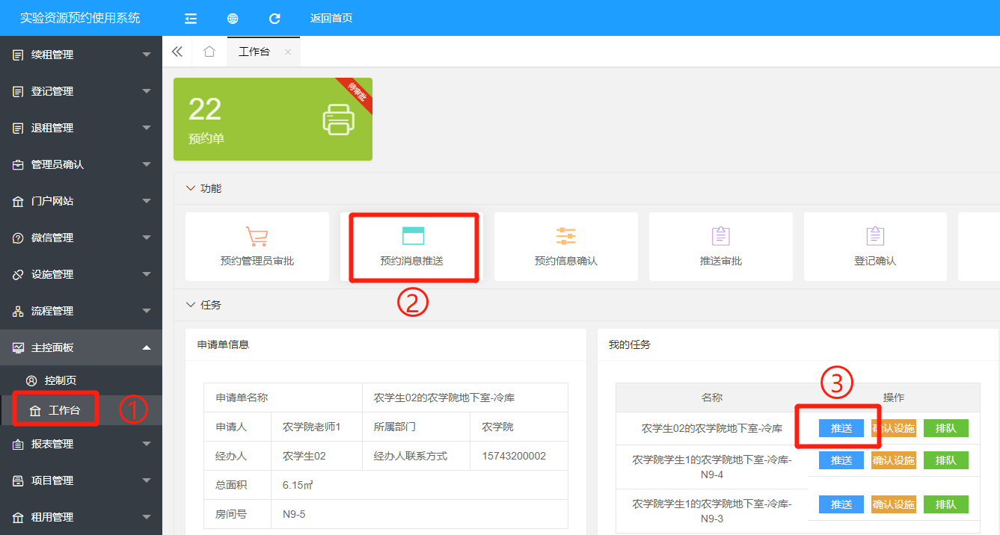 实验资源预约使用系统
返回首页
续租管理
登记管理
退租管理
管理员确认
门户网站
微信管理
设施管理
流程管理
主控面板
控制页
工作台
①
报表管理
项目管理
租用管理
工作台
22
预约单
待审批
功能
预约管理员审批
预约消息推送
预约信息确认
推送审批
登记确认
②
任务
申请单信息
申请单名称 农学生02的农学院地下室-冷库
申请人 农学院老师1 所属部门 农学院
经办人 农学生02 经办人联系方式 15743200002
总面积 6.15㎡
房间号 N9-5
我的任务
③
名称 操作
农学生02的农学院地下室-冷库 推送 确认设施 排队
农学院学生1的农学院地下室-冷库-
N9-4
推送 确认设施 排队
农学院学生1的农学院地下室-冷库-
N9-3
推送 确认设施 排队